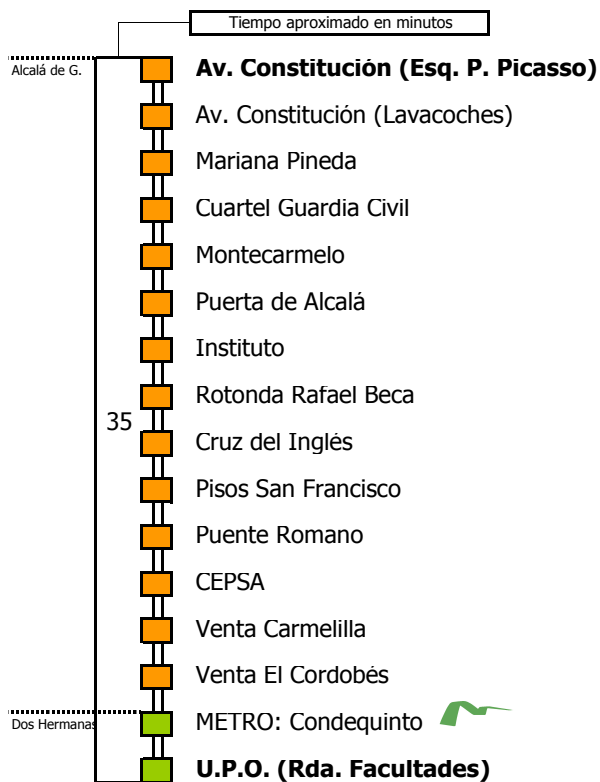 Tiempo aproximado en minutos
Alcalá de G.
Av. Constitución (Esq. P. Picasso)
Av. Constitución (Lavacoches)
Mariana Pineda
Cuartel Guardia Civil
Montecarmelo
Puerta de Alcalá
Instituto
Rotonda Rafael Beca
35
Cruz del Inglés
Pisos San Francisco
Puente Romano
CEPSA
Venta Carmelilla
Venta El Cordobés
Dos Hermanas
METRO: Condequinto
U.P.O. (Rda. Facultades)